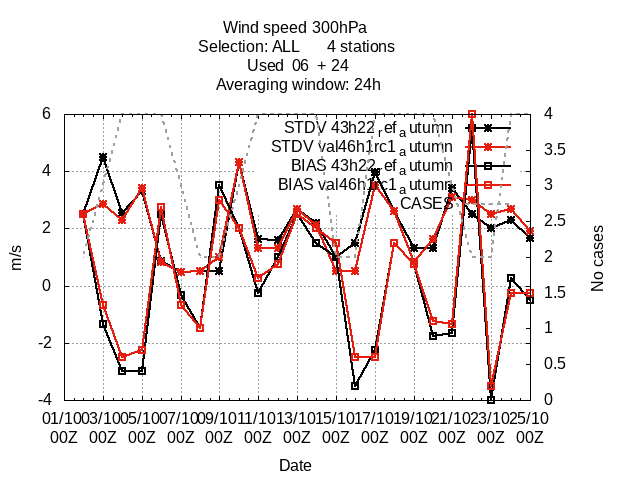 Wind speed 300hPa
Selection: ALL 4 stations
Used 06 + 24
Averaging window: 24h
STDV 43h22_ref_autumn
STDV val46h1rc1_autumn
BIAS 43h22_ref_autumn
BIAS val46h1rc1_autumn
CASES
6
4
2
0
-2
-4
m/s
4
3.5
3
2.5
2
1.5
1
0.5
0
No cases
01/10 03/10 05/10 07/10 09/10 11/10 13/10 15/10 17/10 19/10 21/10 23/10 25/10
00Z 00Z 00Z 00Z 00Z 00Z 00Z 00Z 00Z 00Z 00Z 00Z 00Z
Date